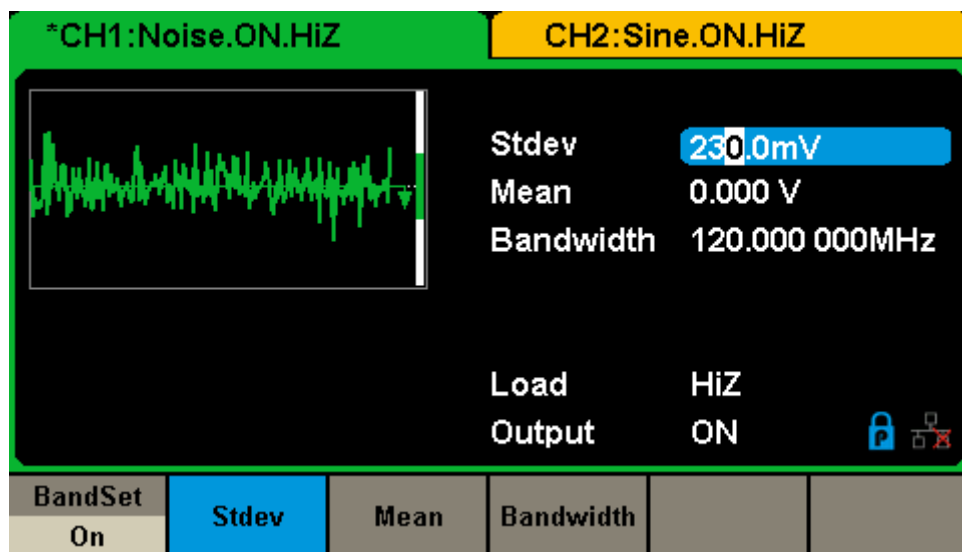 *CH1:Noise.ON.HiZ
CH2:Sine.ON.HiZ
Stdev 230.0mV
Mean 0.000 V
Bandwidth 120.000 000MHz
Load HiZ
Output ON
P
BandSet
On
Stdev
Mean
Bandwidth